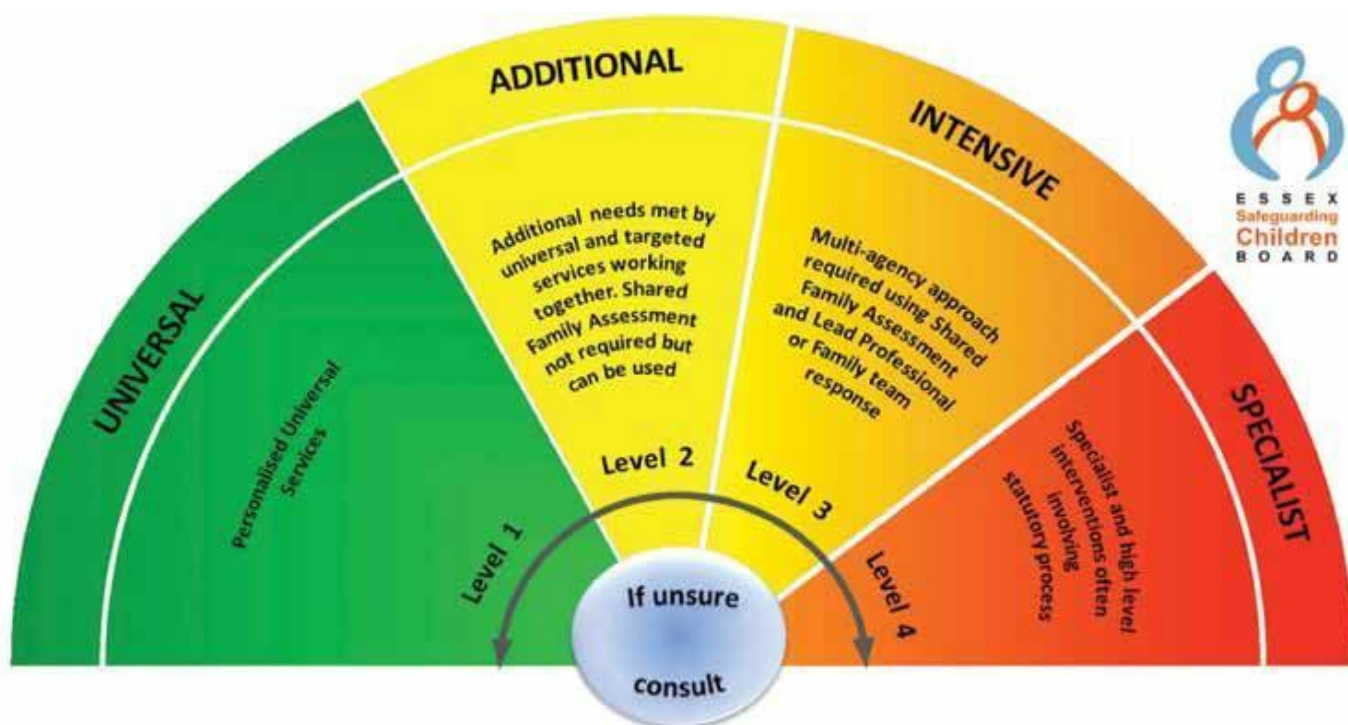 UNIVERSAL
Personalised Universal
Services
Level 1
ADDITIONAL
Additional needs met by
universal and targeted
services working
together. Shared
Family Assessment
not required but
can be used
Level 2
INTENSIVE
Multi-agency approach
required using Shared
Family Assessment
and Lead Professional
or Family team
response
Level 3
SPECIALIST
Specialist and high level
interventions often
involving
statutory process
Level 4
If unsure
consult
ESSEX
Safeguarding
Children
BOARD